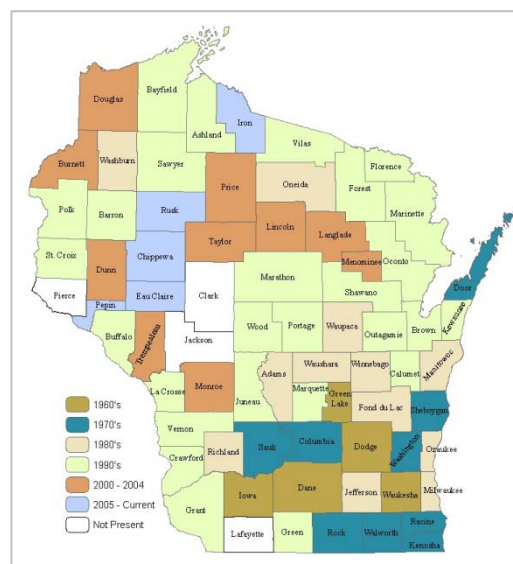 Douglas
Bayfield
Iron
Ashland
Vilas
Burnett
Washburn
Sawyer
Price
Oneida
Florence
Forest
Marinette
Polk
Barron
Rusk
Lincoln
Langlade
Taylor
St. Croix
Dunn
Chippewa
Menominee
Oconto
Door
Pierce
Pepin
Eau Claire
Clark
Marathon
Shawano
Buffalo
Trempealeau
Jackson
Wood
Portage
Waupaca
Outagamie
Brown
Kewaunee
Adams
Waushara
Winnebago
Calumet
Manitowoc
La Crosse
Monroe
Juneau
Marquette
Green
Lake
Fond du Lac
Sheboygan
Vernon
Crawford
Richland
Sauk
Columbia
Dodge
Washington
Ozaukee
Grant
Iowa
Dane
Jefferson
Waukesha
Milwaukee
Lafayette
Green
Rock
Walworth
Racine
Kenosha
1960's
1970's
1980's
1990's
2000 - 2004
2005 - Current
Not Present